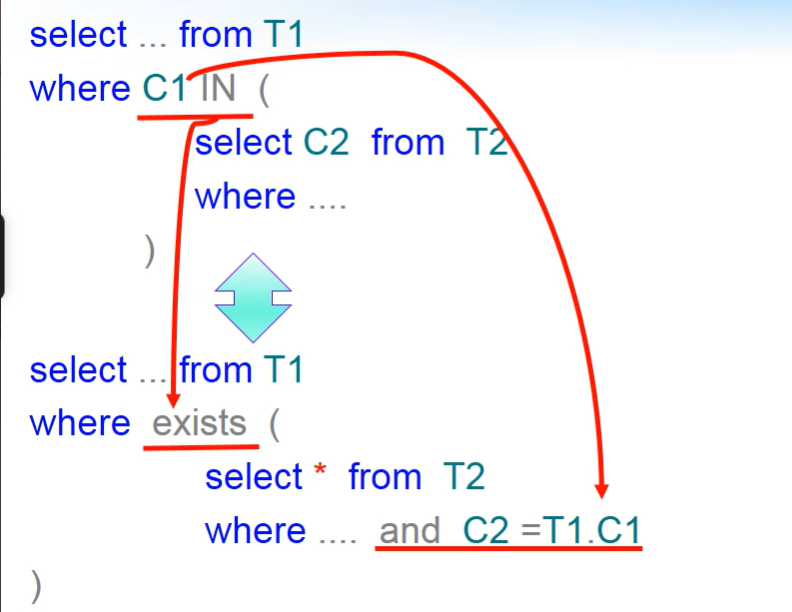 select ... from T1
where C1 IN (
select C2 from T2
where ....
)
select ... from T1
where exists (
select * from T2
where .... and C2 =T1.C1
)